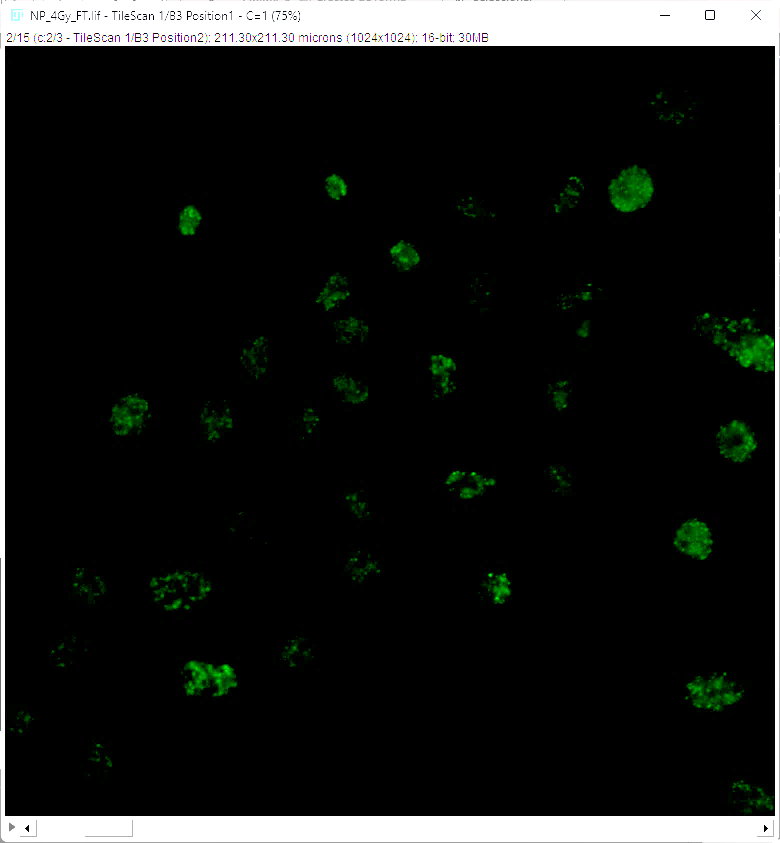 NP_4Gy_FT.lif - TileScan 1/B3 Position1 - C=1 (75%)
2/15 (c:2/3 - TileScan 1/B3 Position2); 211.30x211.30 microns (1024x1024); 16-bit; 30MB